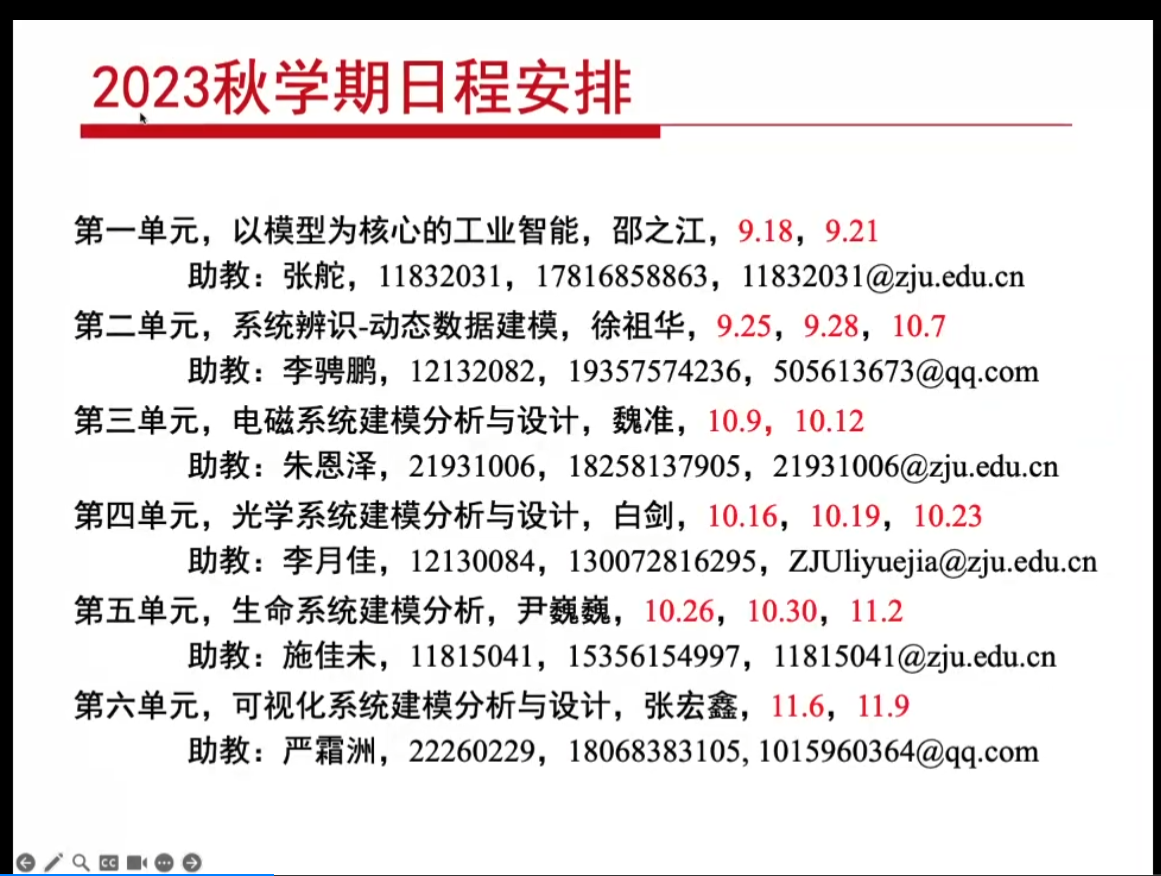 2023秋学期日程安排
第一单元，以模型为核心的工业智能，邵之江，9.18，9.21
助教：张舵，11832031，17816858863，11832031@zju.edu.cn
第二单元，系统辨识-动态数据建模，徐祖华，9.25，9.28，10.7
助教：李骋鹏，12132082，19357574236，505613673@qq.com
第三单元，电磁系统建模分析与设计，魏准，10.9，10.12
助教：朱恩泽，21931006，18258137905，21931006@zju.edu.cn
第四单元，光学系统建模分析与设计，白剑，10.16，10.19，10.23
助教：李月佳，12130084，130072816295，ZJUliyuejia@zju.edu.cn
第五单元，生命系统建模分析，尹巍巍，10.26，10.30，11.2
助教：施佳未，11815041，15356154997，11815041@zju.edu.cn
第六单元，可视化系统建模分析与设计，张宏鑫，11.6，11.9
助教：严霜洲，22260229，18068383105, 1015960364@qq.com
CC